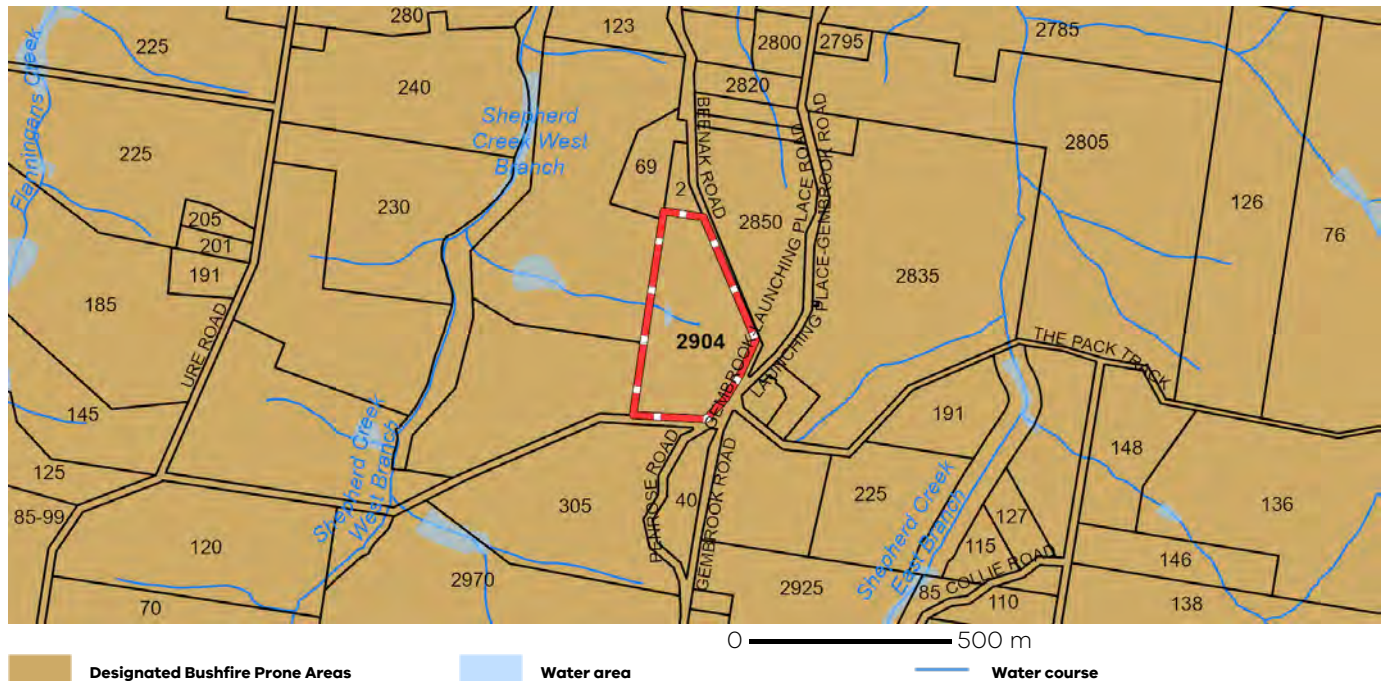 280
123
2785
225
2800
2795
240
2820
Flanningans Creek
Shepherd
Creek West
Branch
BEENAK ROAD
225
69
2805
2
126
76
205
230
2850
201
191
2835
185
LAUNCHING PLACE ROAD
LAUNCHING PLACE-GEMBROOK ROAD
URE ROAD
2904
THE PACK TRACK
GEMBROOK
145
191
148
125
Shepherd Creek
West Branch
PENROSE ROAD
GEMBROOK ROAD
225
Shepherd Creek
East Branch
85-99
305
40
127
136
120
115
146
COLLIE ROAD
2970
2925
85
110
138
70
0 500 m
Designated Bushfire Prone Areas Water area Water course